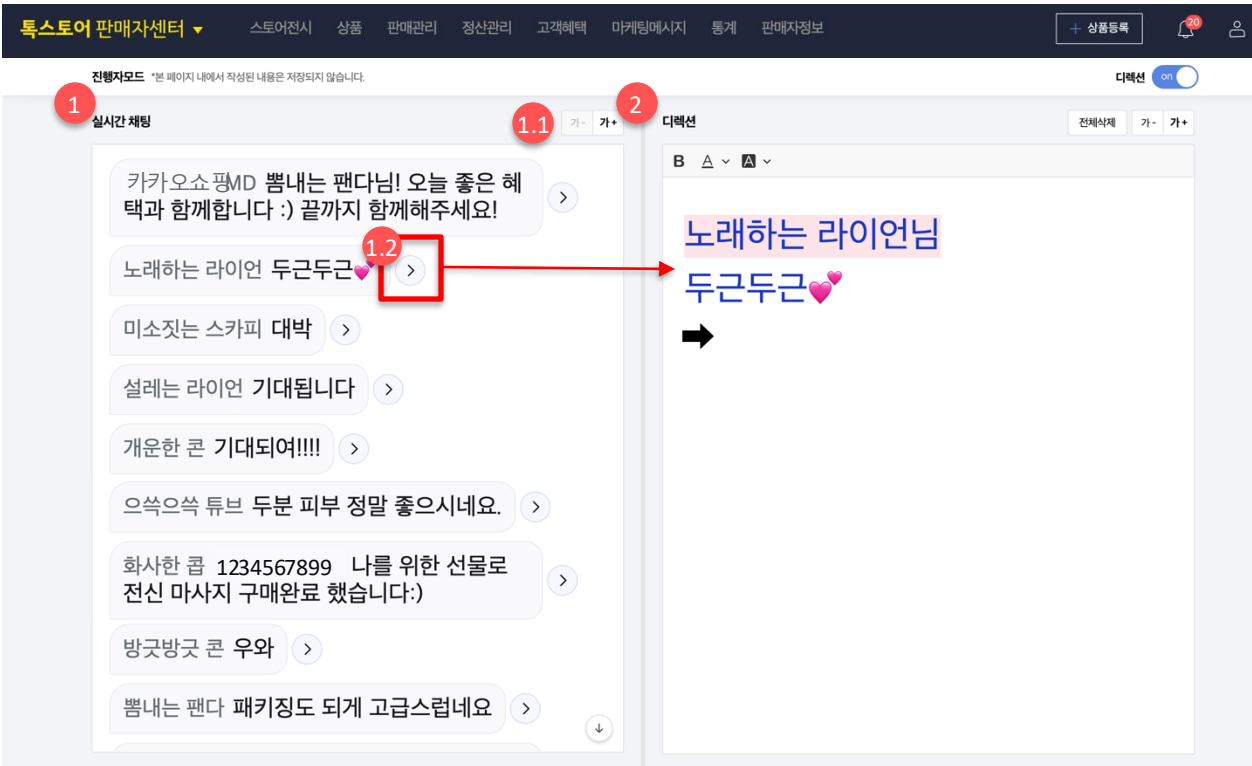 톡스토어 판매자센터 ▼ 스토어전시 상품 판매관리 정산관리 고객혜택 마케팅메시지 통계 판매자정보 + 상품등록 20
진행자모드 *본 페이지 내에서 작성된 내용은 저장되지 않습니다. 디렉션 on
1 실시간 채팅 1.1 가- 가+
카카오쇼핑MD 뽐내는 팬다님! 오늘 좋은 혜
택과 함께합니다 :) 끝까지 함께해주세요!
노래하는 라이언 두근두근💕 1.2
미소짓는 스카피 대박
설레는 라이언 기대됩니다
개운한 콘 기대되여!!!!
으쓱으쓱 튜브 두분 피부 정말 좋으시네요.
화사한 콥 1234567899 나를 위한 선물로
전신 마사지 구매완료 했습니다:)
방긋방긋 콘 우와
뽐내는 팬다 패키징도 되게 고급스럽네요
2 디렉션 전체삭제 가- 가+
B A A
노래하는 라이언님
두근두근💕
➡